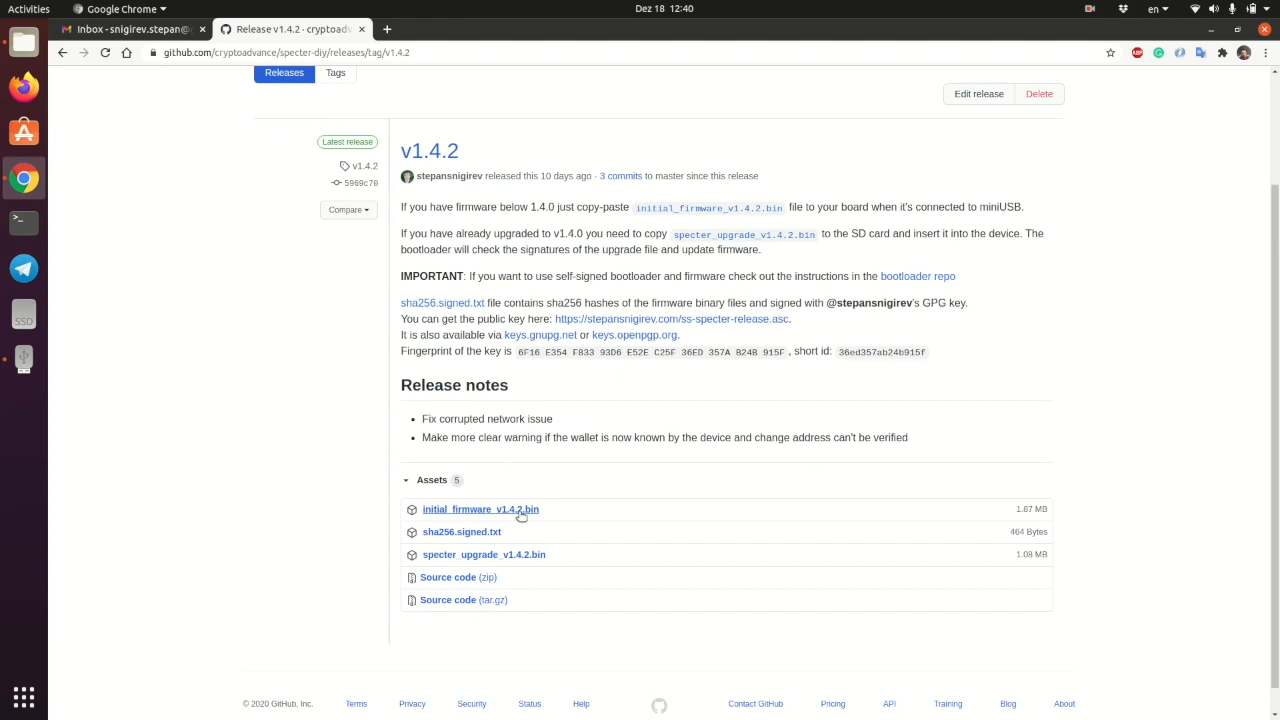 Activities
Google Chrome
Dec 18 12:40
en
Inbox - snigirev.stepan@
Release v1.4.2 · cryptoadv
github.com/cryptoadvance/specter-diy/releases/tag/v1.4.2
ABP
Releases
Tags
Edit release
Delete
Latest release
v1.4.2
5969c70
Compare
v1.4.2
stepansnigirev released this 10 days ago · 3 commits to master since this release
If you have firmware below 1.4.0 just copy-paste initial_firmware_v1.4.2.bin file to your board when it's connected to miniUSB.
If you have already upgraded to v1.4.0 you need to copy specter_upgrade_v1.4.2.bin to the SD card and insert it into the device. The
bootloader will check the signatures of the upgrade file and update firmware.
IMPORTANT: If you want to use self-signed bootloader and firmware check out the instructions in the bootloader repo
sha256.signed.txt file contains sha256 hashes of the firmware binary files and signed with @stepansnigirev's GPG key.
You can get the public key here: https://stepansnigirev.com/ss-specter-release.asc.
It is also available via keys.gnupg.net or keys.openpgp.org.
Fingerprint of the key is 6F16 E354 F833 93D6 E52E C25F 36ED 357A B24B 915F, short id: 36ed357ab24b915f
Release notes
Fix corrupted network issue
Make more clear warning if the wallet is now known by the device and change address can't be verified
Assets 5
initial_firmware_v1.4.2.bin
1.87 MB
sha256.signed.txt
464 Bytes
specter_upgrade_v1.4.2.bin
1.08 MB
Source code (zip)
Source code (tar.gz)
SSD
© 2020 GitHub, Inc.
Terms
Privacy
Security
Status
Help
Contact GitHub
Pricing
API
Training
Blog
About